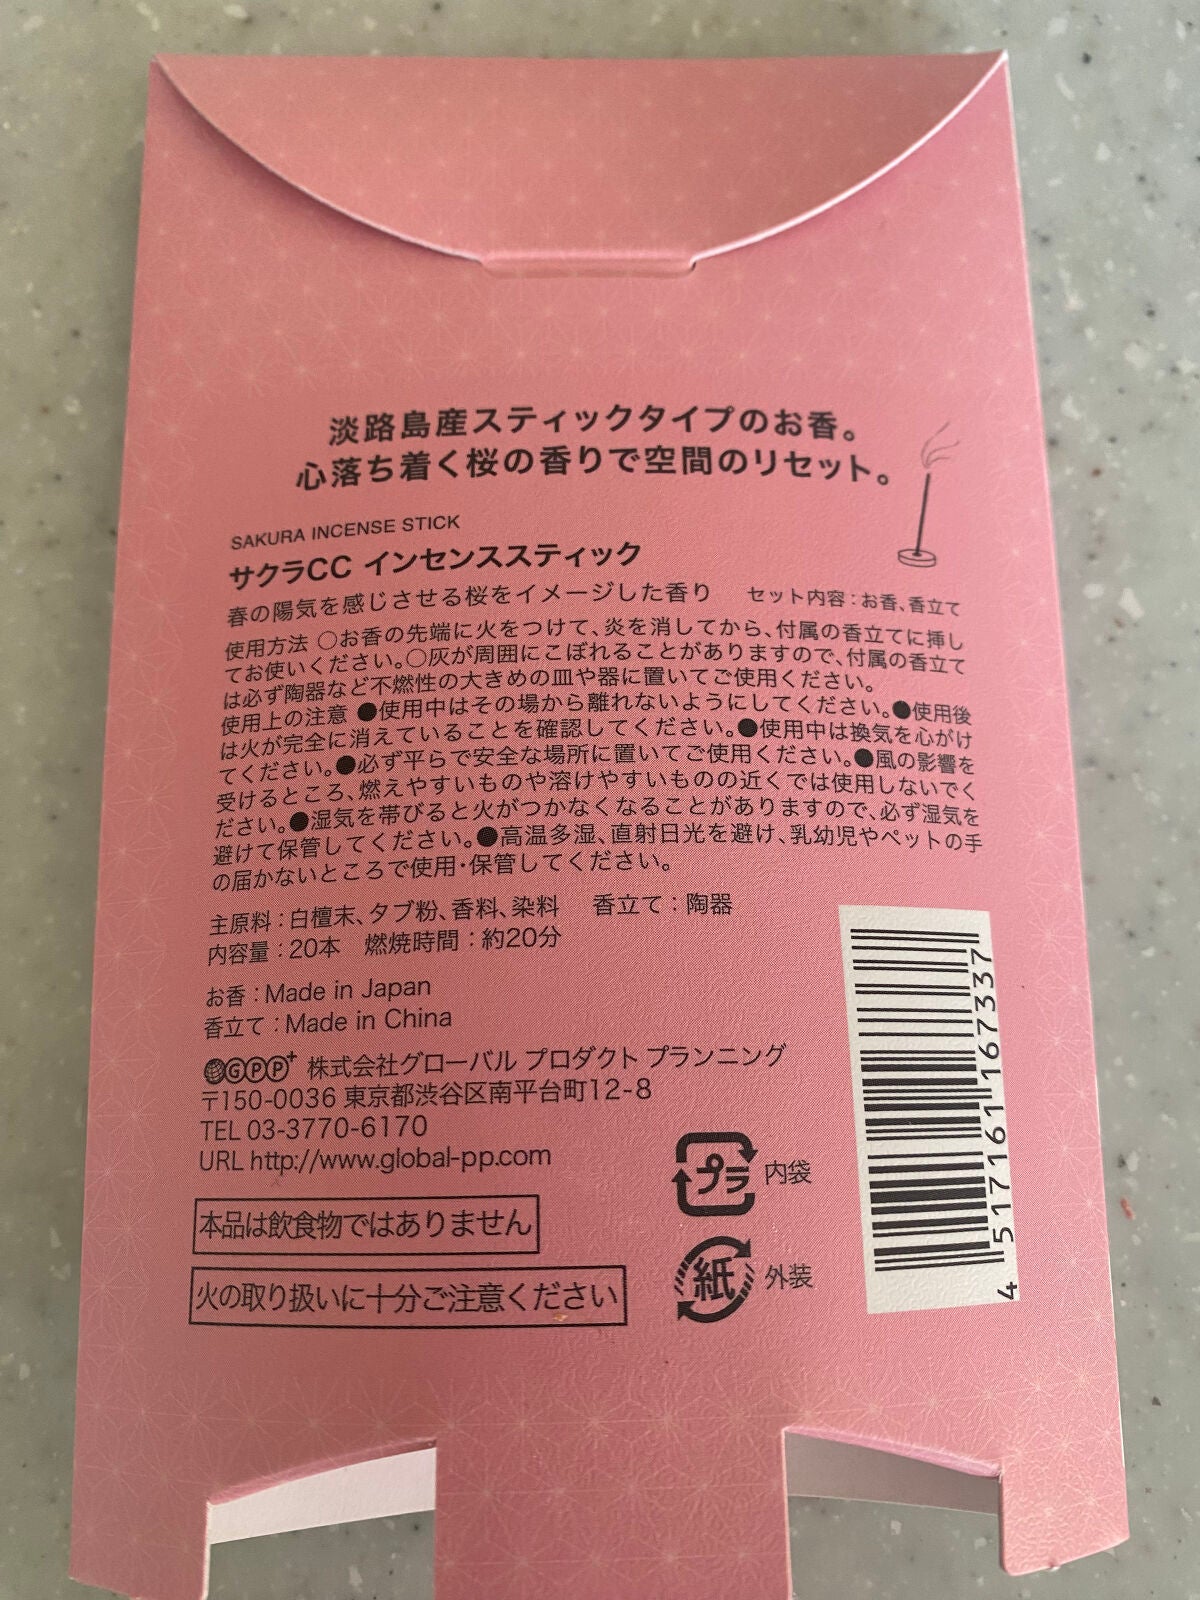 淡路島産スティックタイプのお香。
心落ち着く桜の香りで空間のリセット。
SAKURA INCENSE STICK
サクラCC インセンススティック
春の陽気を感じさせる桜をイメージした香り セット内容：お香、香立て
使用方法 ○お香の先端に火をつけて、炎を消してから、付属の香立てに挿し
てお使いください。○灰が周囲にこぼれることがありますので、付属の香立て
は必ず陶器など不燃性の大きめの皿や器に置いてご使用ください。
使用上の注意 ●使用中はその場から離れないようにしてください。●使用後
は火が完全に消えていることを確認してください。●使用中は換気を心がけ
てください。●必ず平らで安全な場所に置いてご使用ください。●風の影響を
受けるところ、燃えやすいものや溶けやすいものの近くでは使用しないでく
ださい。●湿気を帯びると火がつかなくなることがありますので、必ず湿気を
避けて保管してください。●高温多湿、直射日光を避け、乳幼児やペットの手
の届かないところで使用・保管してください。
主原料：白檀末、タブ粉、香料、染料 香立て：陶器
内容量：20本 燃焼時間：約20分
お香：Made in Japan
香立て：Made in China
GPP+ 株式会社グローバル プロダクト プランニング
〒150-0036 東京都渋谷区南平台町12-8
TEL 03-3770-6170
URL http://www.global-pp.com
本品は飲食物ではありません
火の取り扱いに十分ご注意ください
プラ 内袋
紙 外装
4 517161 167337